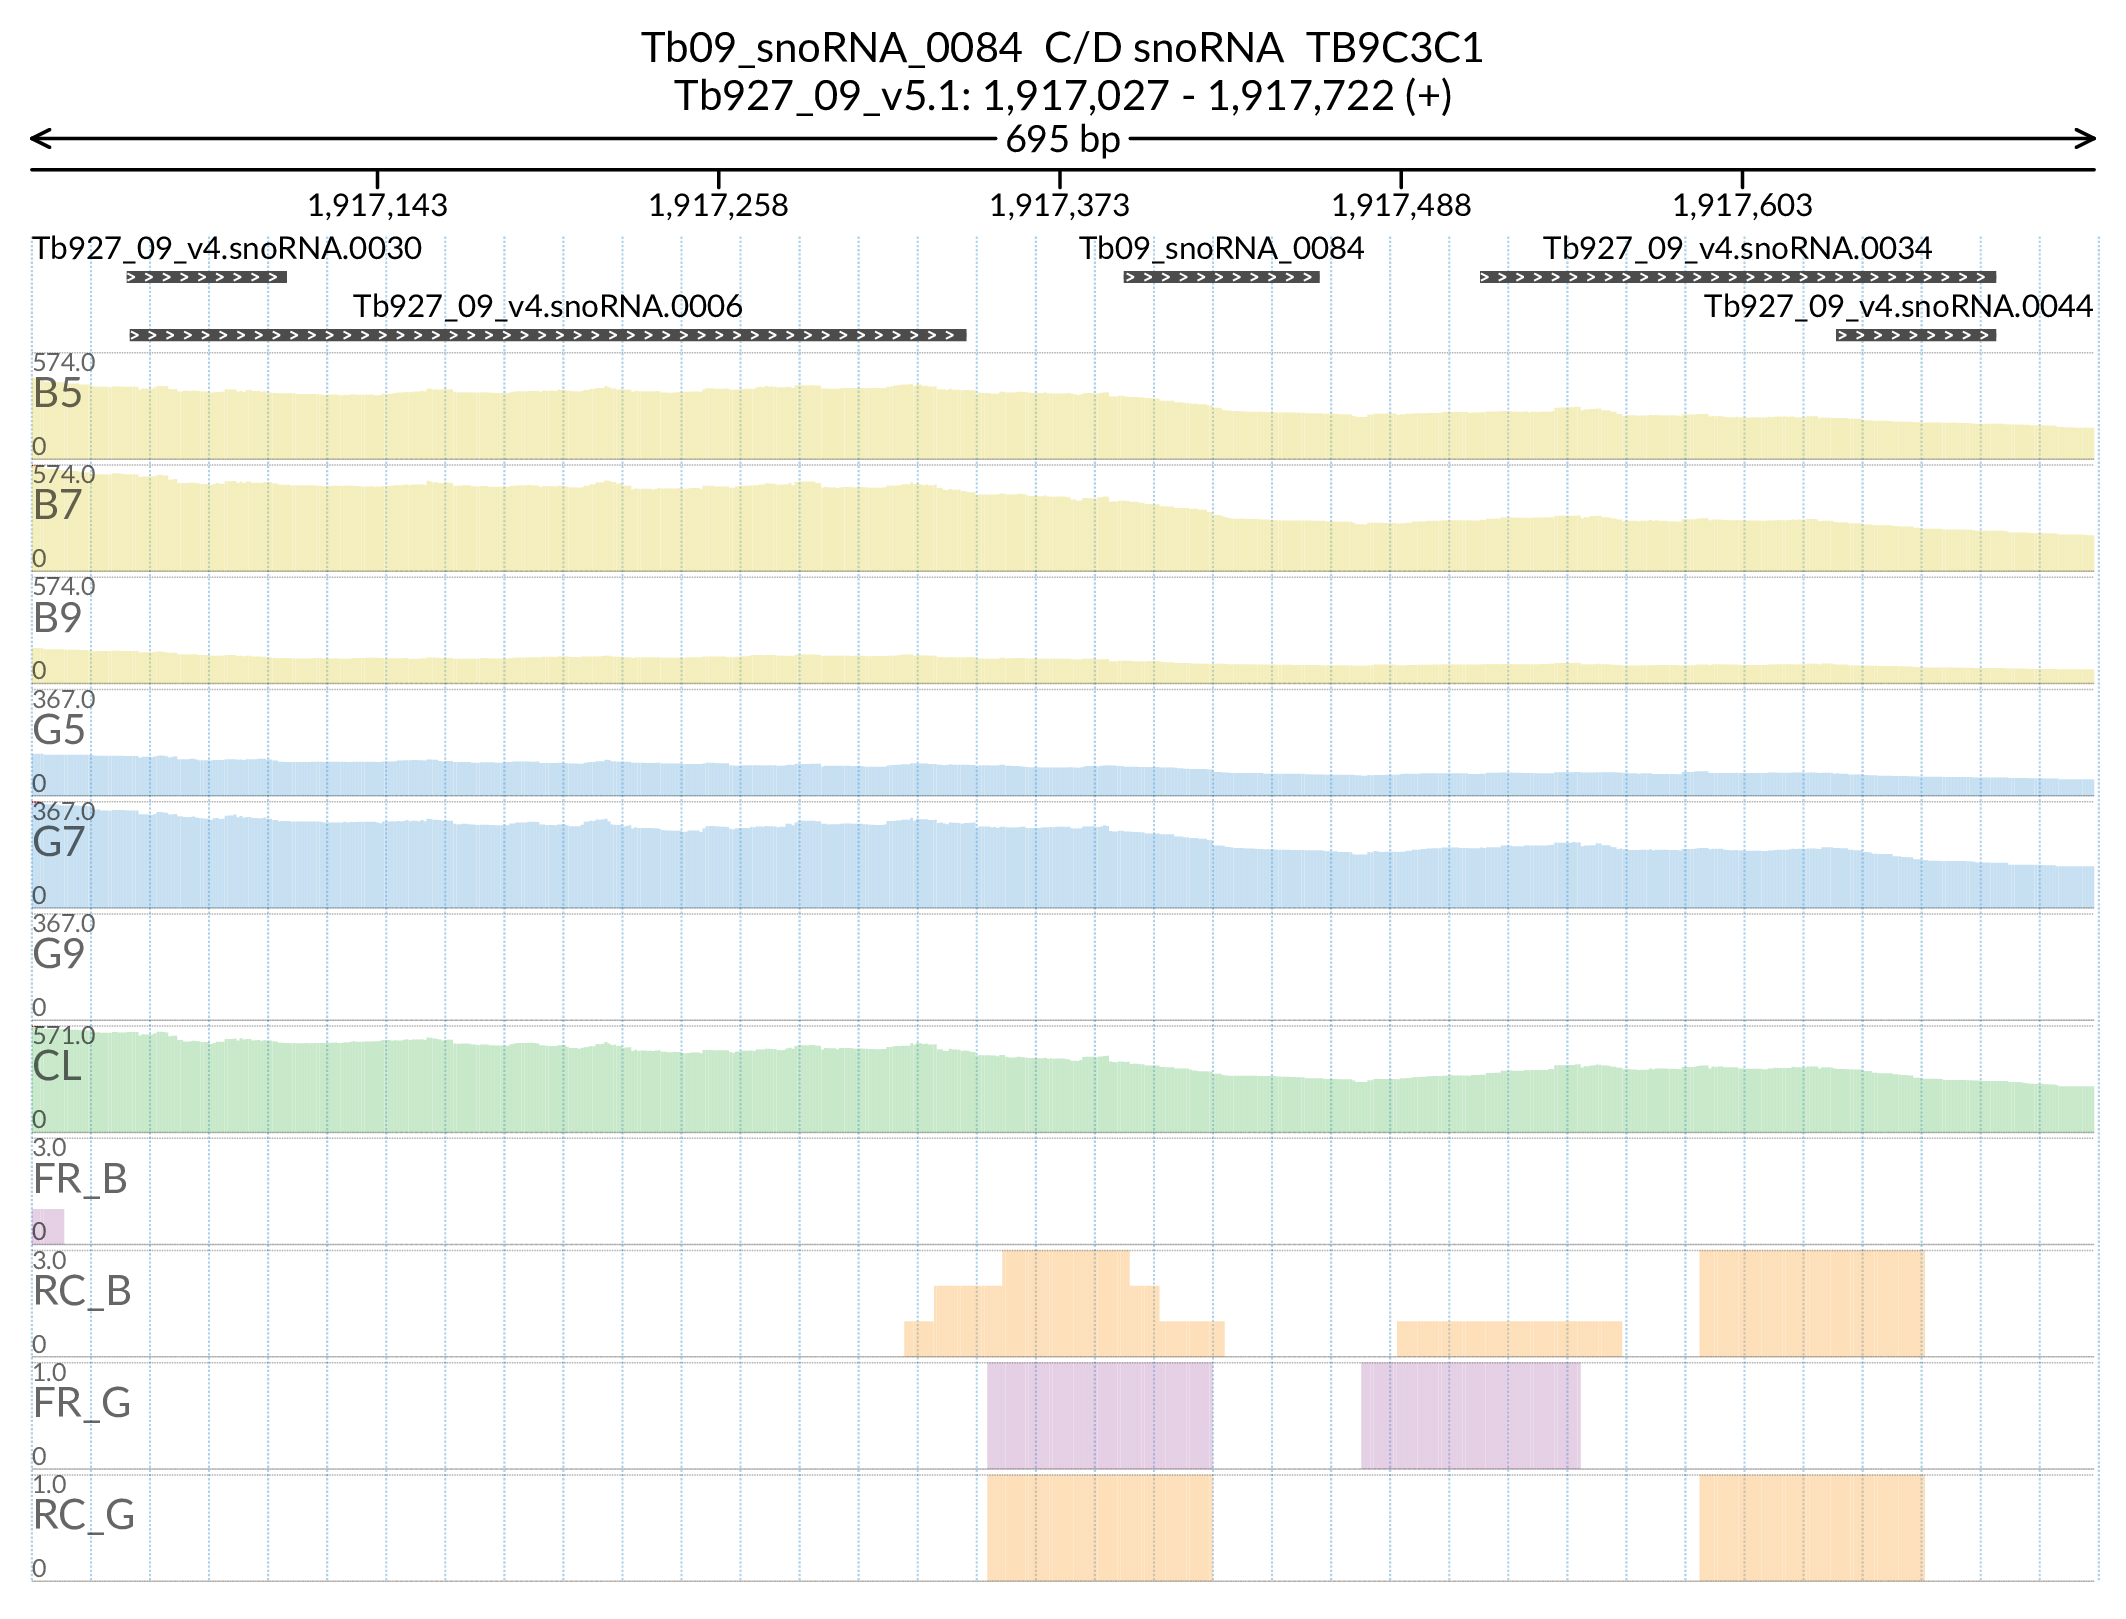 Tb09_snoRNA_0084 C/D snoRNA TB9C3C1
Tb927_09_v5.1: 1,917,027 - 1,917,722 (+)
695 bp
1,917,143 1,917,258 1,917,373 1,917,488 1,917,603
Tb927_09_v4.snoRNA.0030 Tb09_snoRNA_0084 Tb927_09_v4.snoRNA.0034
Tb927_09_v4.snoRNA.0006 Tb927_09_v4.snoRNA.0044
574.0
B5
0
574.0
B7
0
574.0
B9
0
367.0
G5
0
367.0
G7
0
367.0
G9
0
571.0
CL
0
3.0
FR_B
0
3.0
RC_B
0
1.0
FR_G
0
1.0
RC_G
0